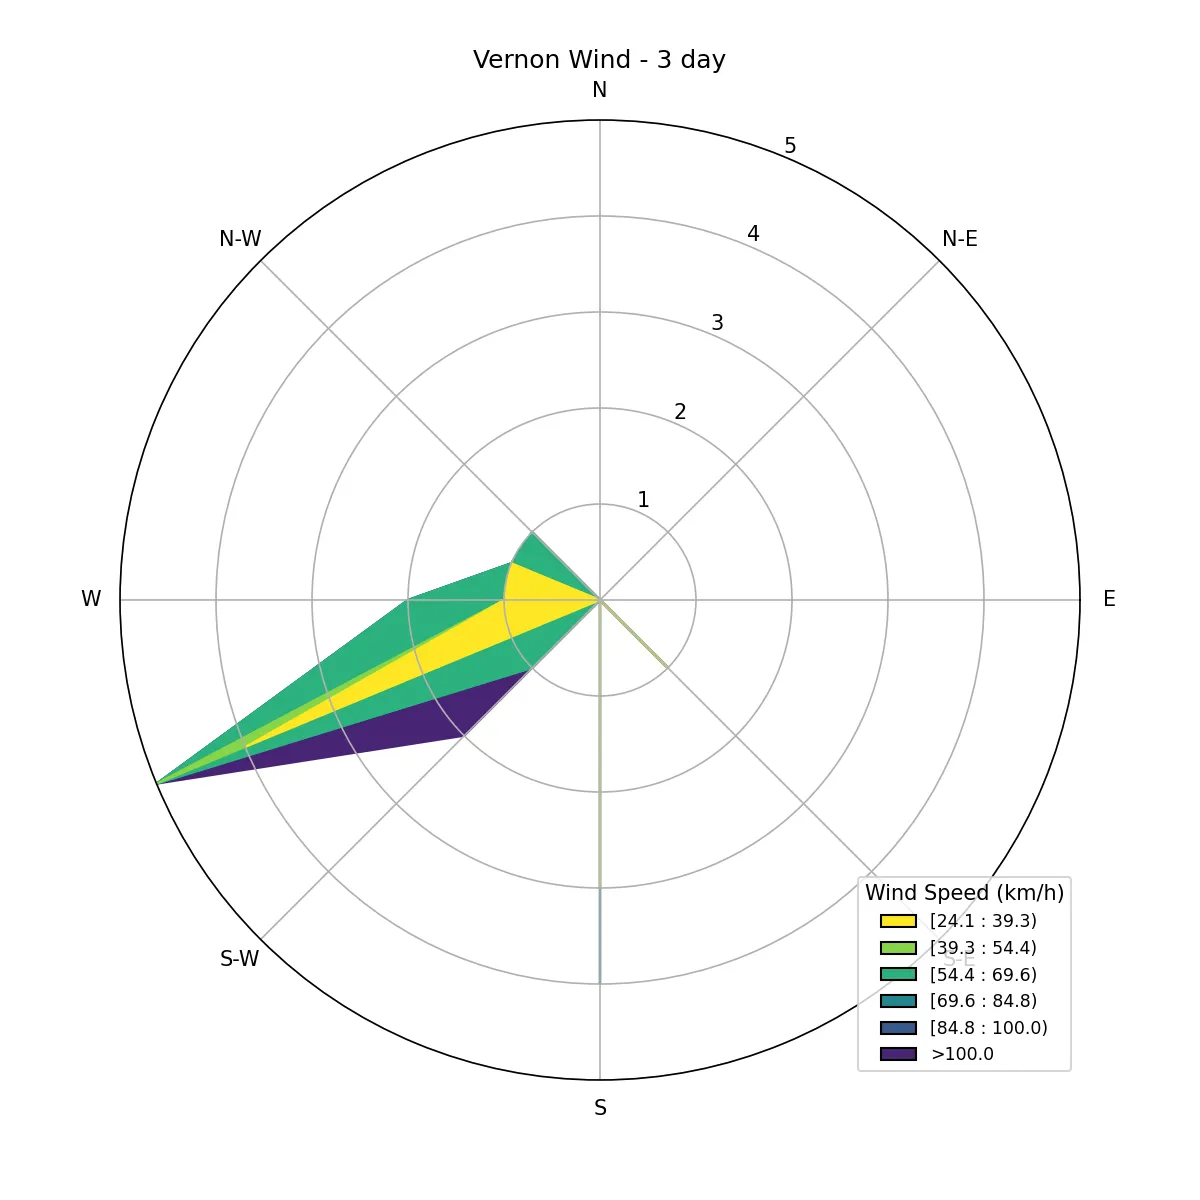 Vernon Wind - 3 day
N
5
N-W
4
N-E
3
2
1
W
E
S-W
S-E
S
Wind Speed (km/h)
[24.1 : 39.3)
[39.3 : 54.4)
[54.4 : 69.6)
[69.6 : 84.8)
[84.8 : 100.0)
>100.0